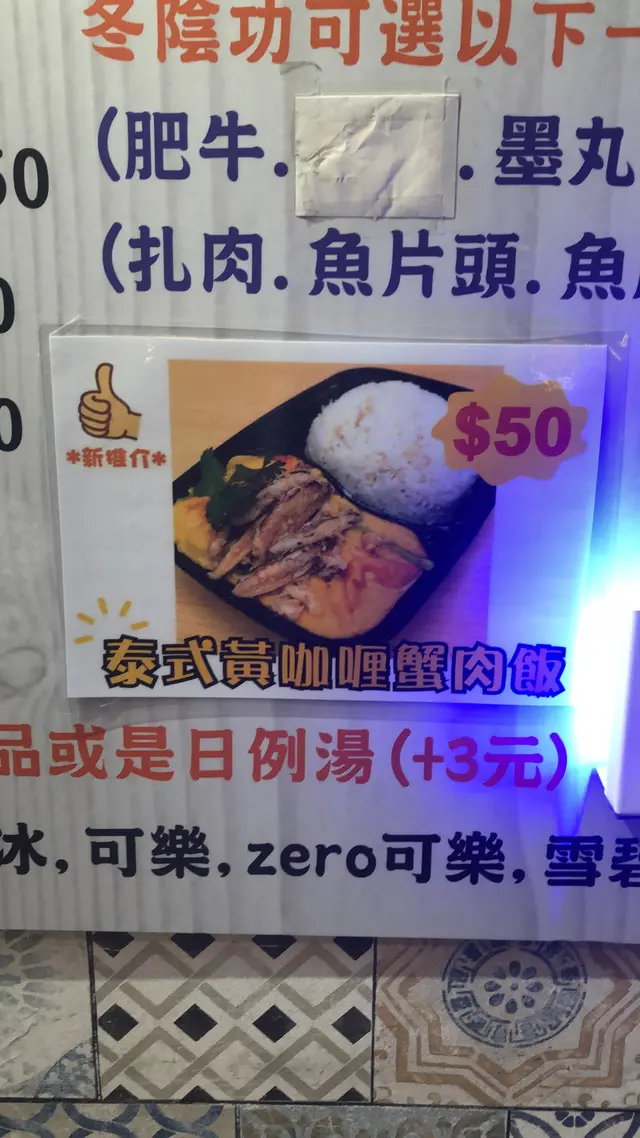 冬陰功可選以下
50
(肥牛.
.墨丸
(扎肉.魚片頭.魚
0
0
$50
*新推介*
泰式黃咖喱蟹肉飯
品或是日例湯(+3元)
冰,可樂,zero可樂,雪碧